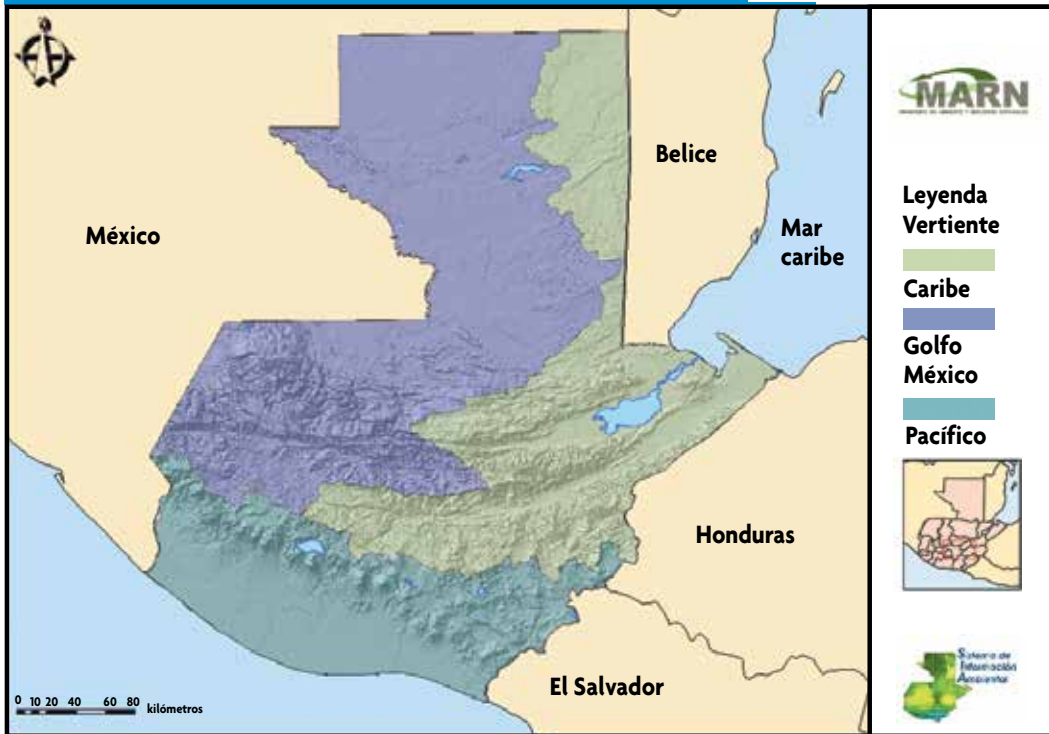 México
Belice
Mar
caribe
Honduras
El Salvador
0 10 20 40 60 80 kilómetros
MARN
Leyenda
Vertiente
Caribe
Golfo
México
Pacífico
Sistema de
Información
Ambiental